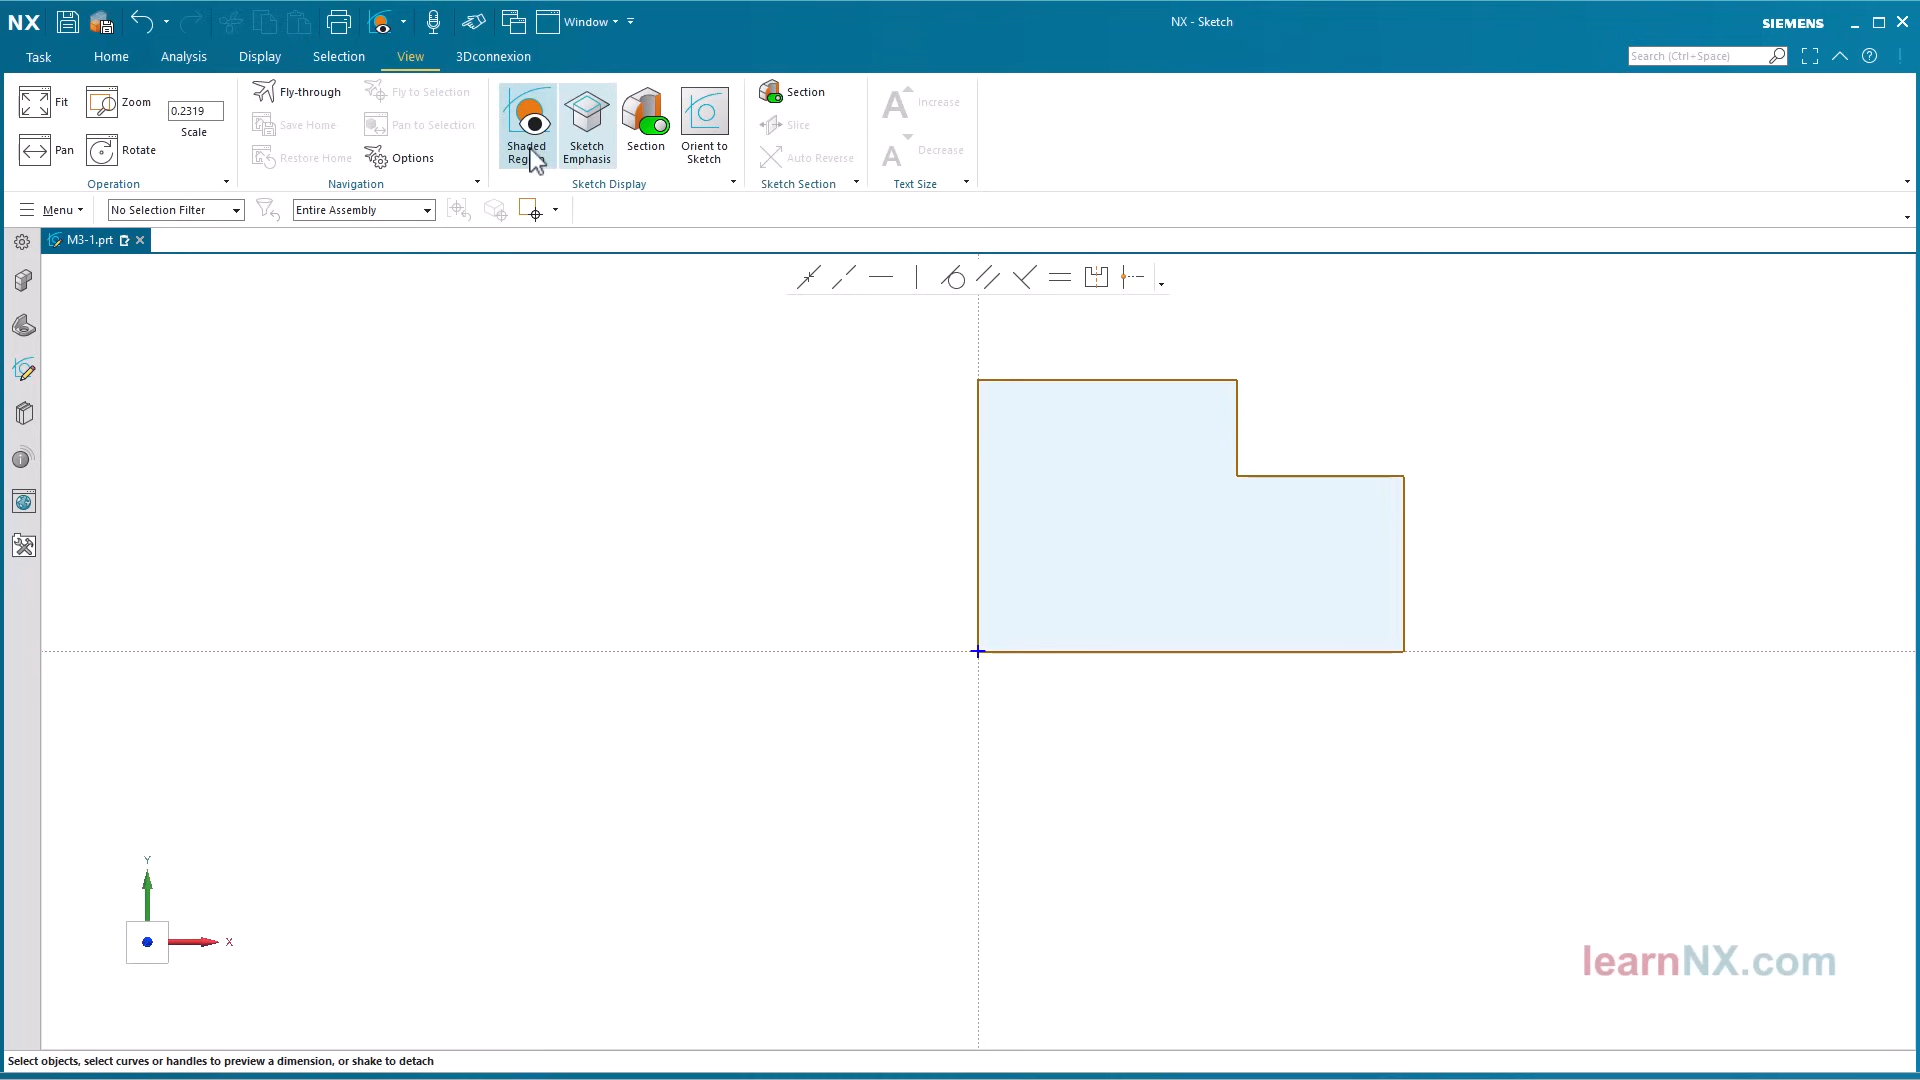 NX
Window
NX - Sketch
SIEMENS
Task
Home
Analysis
Display
Selection
View
3Dconnexion
Search (Ctrl+Space)
Fit
Zoom
0.2319
Scale
Pan
Rotate
Operation
Fly-through
Fly to Selection
Save Home
Pan to Selection
Restore Home
Options
Navigation
Shaded
Sketch
Emphasis
Section
Orient to
Sketch
Sketch Display
Section
Slice
Auto Reverse
Sketch Section
Increase
Decrease
Text Size
Menu
No Selection Filter
Entire Assembly
M3-1.prt
Y
X
learnNX.com
Select objects, select curves or handles to preview a dimension, or shake to detach